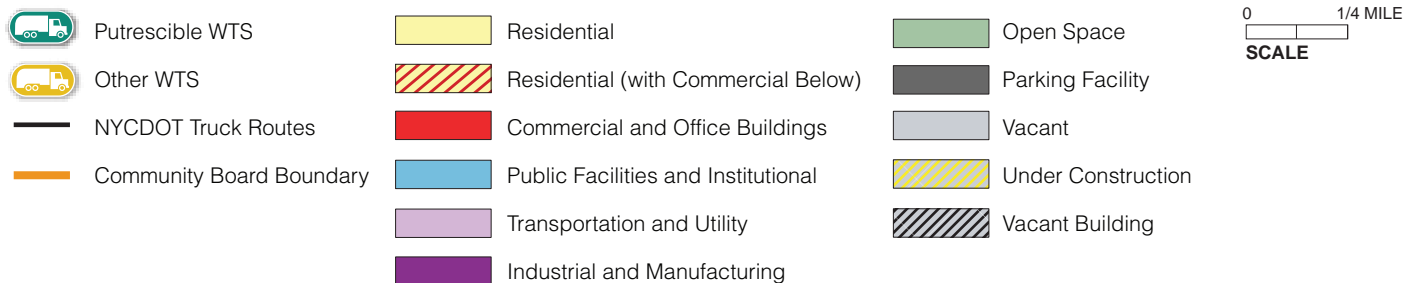 Putrescible WTS
Other WTS
NYCDOT Truck Routes
Community Board Boundary
Residential
Residential (with Commercial Below)
Commercial and Office Buildings
Public Facilities and Institutional
Transportation and Utility
Industrial and Manufacturing
Open Space
Parking Facility
Vacant
Under Construction
Vacant Building
0 1/4 MILE
SCALE